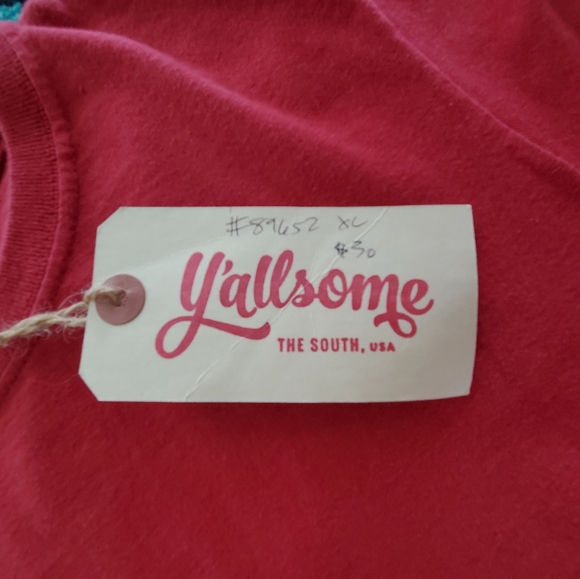 #89652 XL
$30
Y'allsome
THE SOUTH, USA